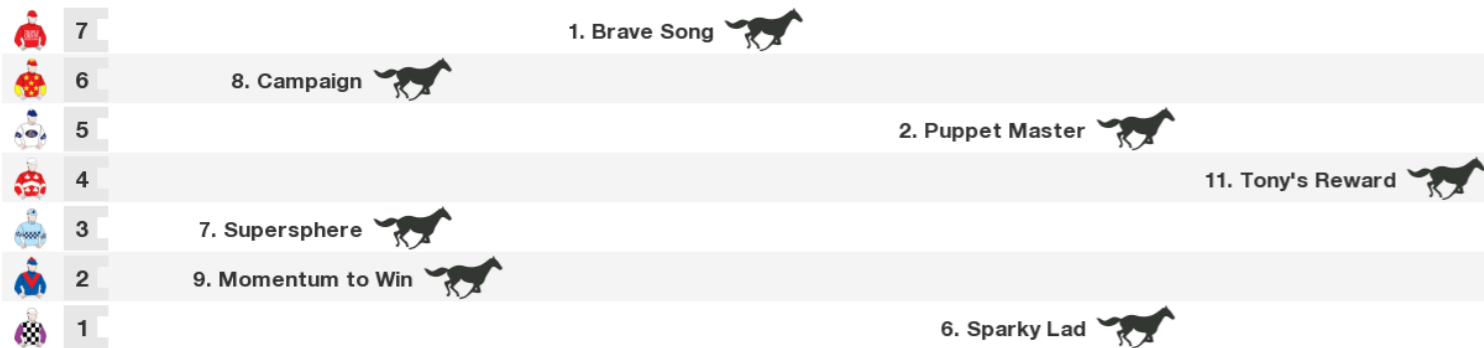 7 1. Brave Song
6 8. Campaign
5 2. Puppet Master
4 11. Tony's Reward
3 7. Supersphere
2 9. Momentum to Win
1 6. Sparky Lad